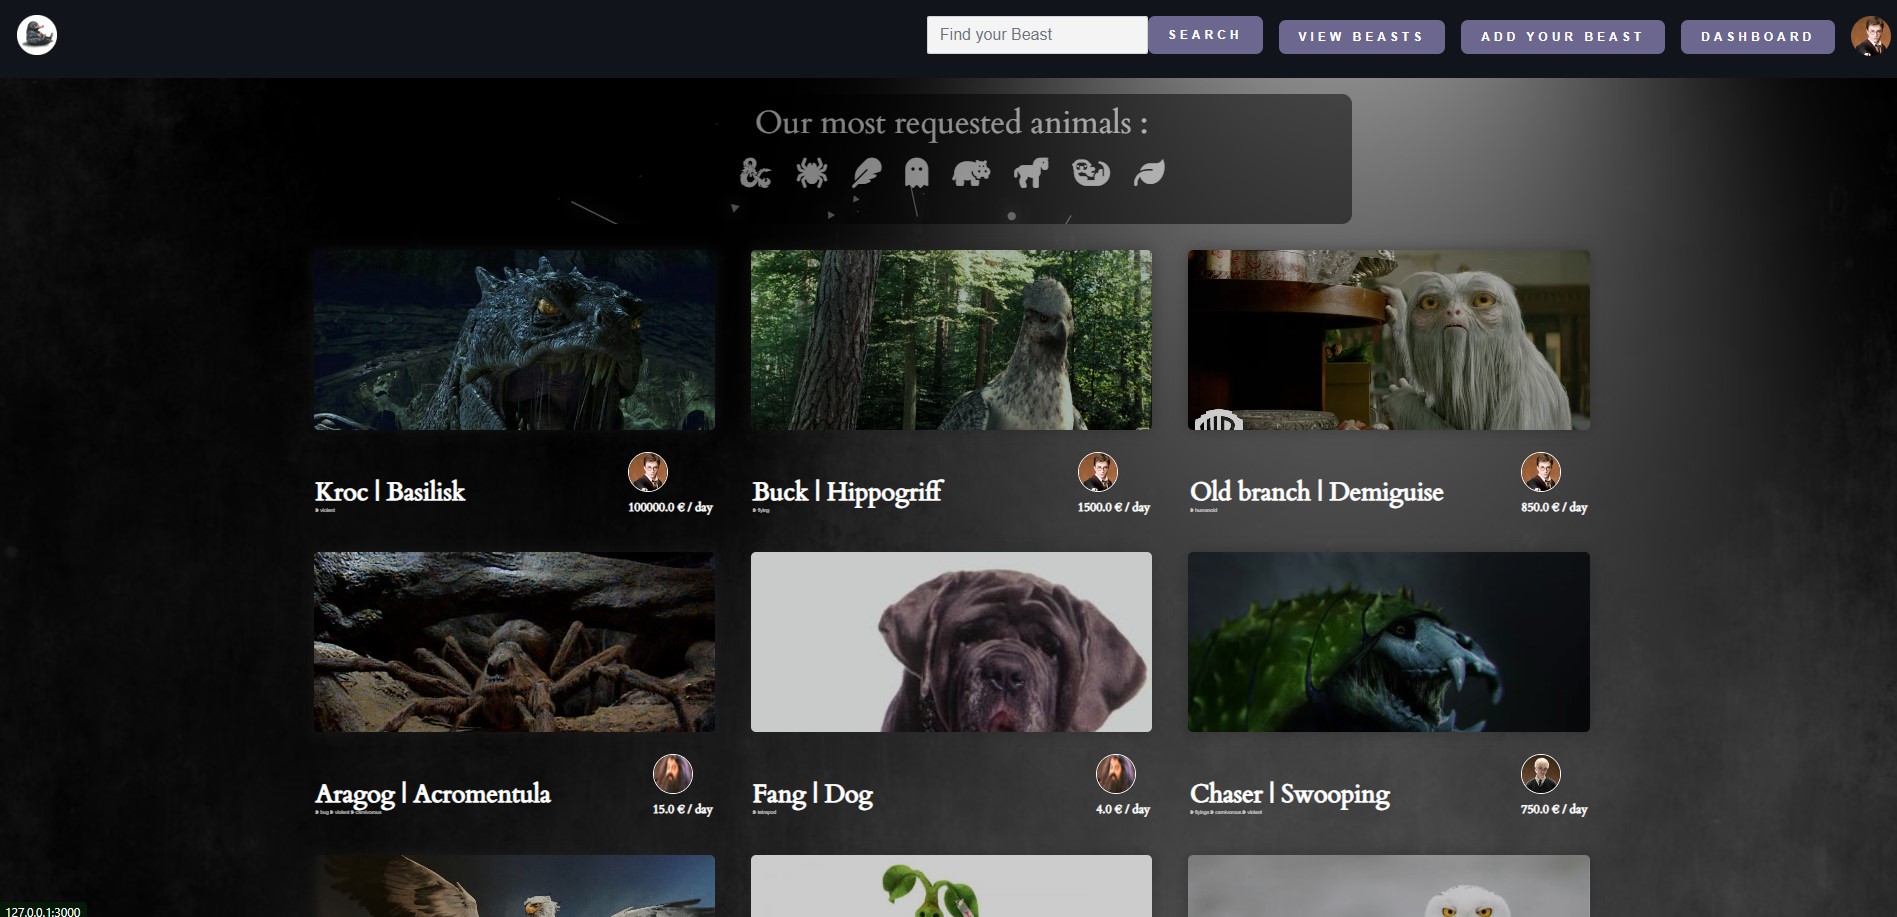 Find your Beast
SEARCH
VIEW BEASTS
ADD YOUR BEAST
DASHBOARD
Our most requested animals :
Kroc | Basilisk
100000.0 € / day
violent
Buck | Hippogriff
1500.0 € / day
flying
Old branch | Demiguise
850.0 € / day
humanoid
Aragog | Acromentula
15.0 € / day
bug violent carnivorous
Fang | Dog
4.0 € / day
tetrapod
Chaser | Swooping
750.0 € / day
flyings carnivorous violent
127.0.0.1:3000